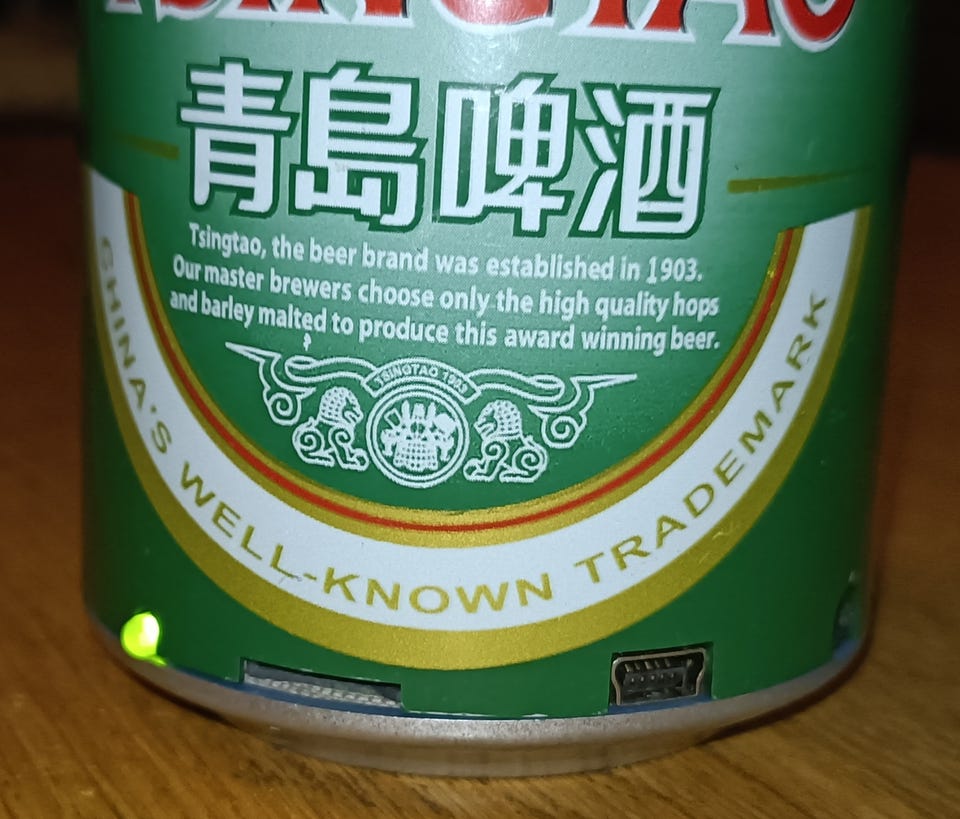 TSINGTAO
青島啤酒
Tsingtao, the beer brand was established in 1903.
Our master brewers choose only the high quality hops
and barley malted to produce this award winning beer.
TSINGTAO 1903
CHINA'S WELL-KNOWN TRADEMARK